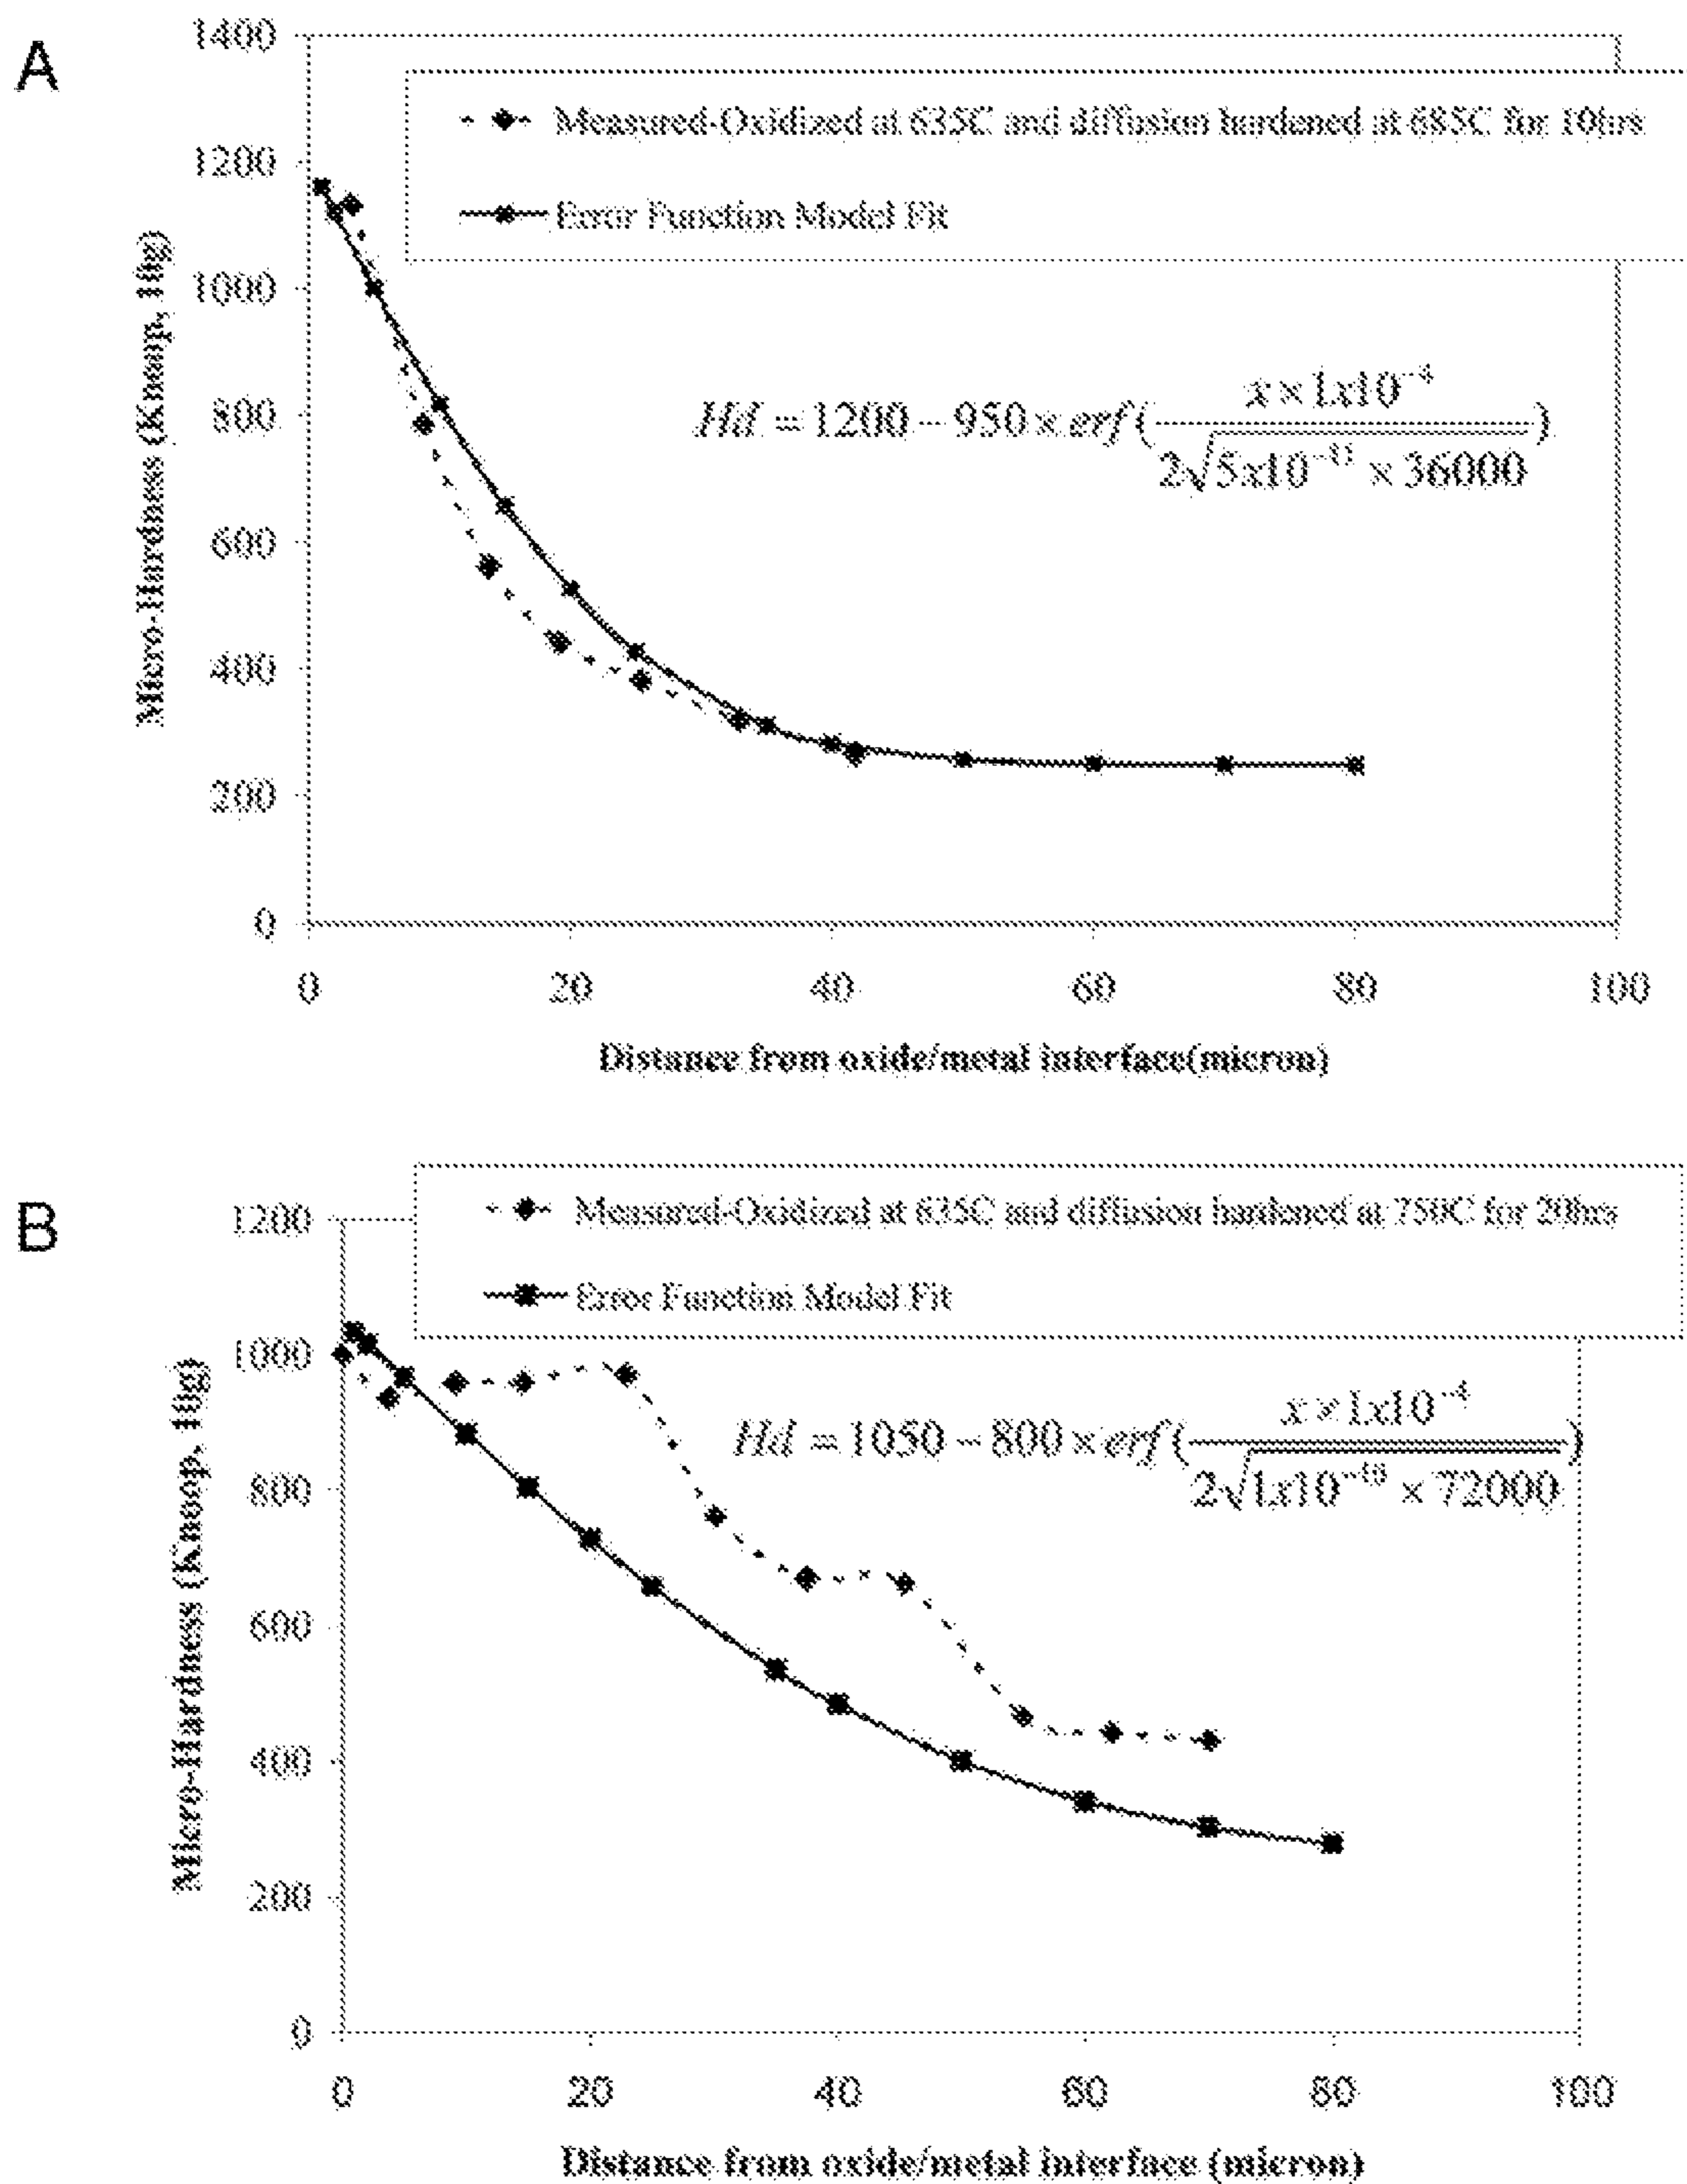 A
1400
1200
1000
800
600
400
200
0
Micro-Hardness (Knoop, 10g)
Measured-Oxidized at 635C and diffusion hardened at 685C for 10hrs
Error Function Model Fit
Hd = 1200 - 950 × erf( x × 1x10^-4 / 2√5x10^-11 × 36000 )
0 20 40 60 80 100
Distance from oxide/metal interface(micron)
B
1200
1000
800
600
400
200
0
Micro-Hardness (Knoop, 10g)
Measured-Oxidized at 635C and diffusion hardened at 750C for 20hrs
Error Function Model Fit
Hd = 1050 - 800 × erf( x × 1x10^-4 / 2√1x10^-10 × 72000 )
0 20 40 60 80 100
Distance from oxide/metal interface (micron)